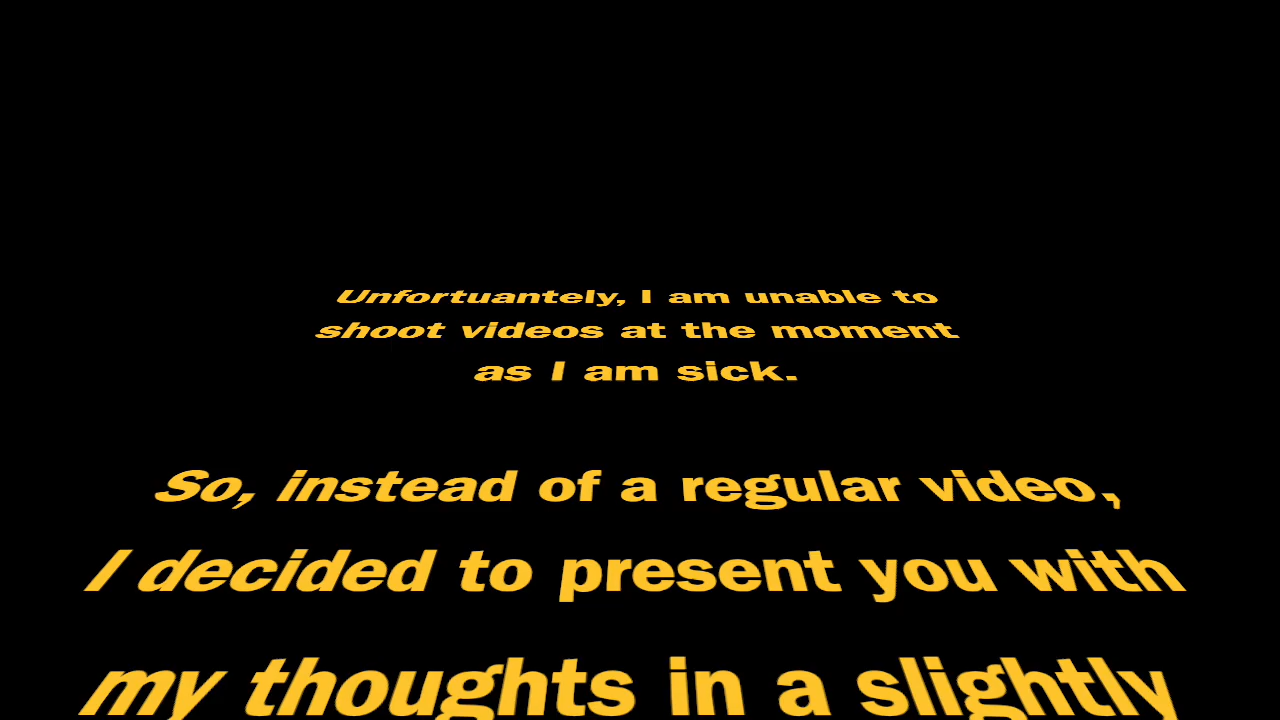 Unfortuantely, I am unable to
shoot videos at the moment
as I am sick.
So, instead of a regular video,
I decided to present you with
my thoughts in a slightly